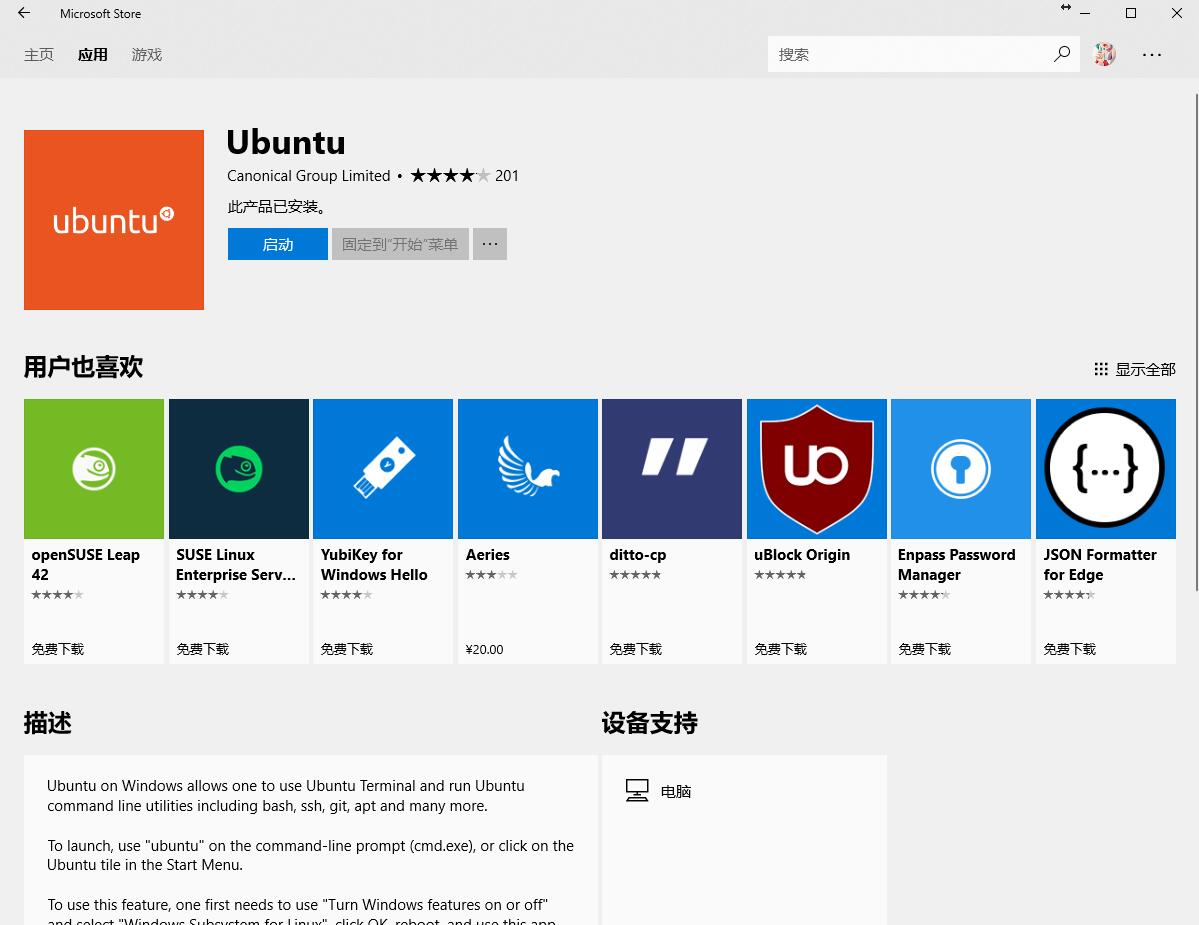 Microsoft Store
主页 应用 游戏
搜索
ubuntu
Ubuntu
Canonical Group Limited • ★★★★★ 201
此产品已安装。
启动 固定到"开始"菜单 ...
用户也喜欢
显示全部
uo
{...}
openSUSE Leap 42
免费下载
SUSE Linux Enterprise Serv...
免费下载
YubiKey for Windows Hello
免费下载
Aeries
¥20.00
ditto-cp
免费下载
uBlock Origin
免费下载
Enpass Password Manager
免费下载
JSON Formatter for Edge
免费下载
描述
Ubuntu on Windows allows one to use Ubuntu Terminal and run Ubuntu
command line utilities including bash, ssh, git, apt and many more.
To launch, use "ubuntu" on the command-line prompt (cmd.exe), or click on the
Ubuntu tile in the Start Menu.
To use this feature, one first needs to use "Turn Windows features on or off"
and select "Windows Subsystem for Linux", click OK, reboot, and use this app.
设备支持
电脑